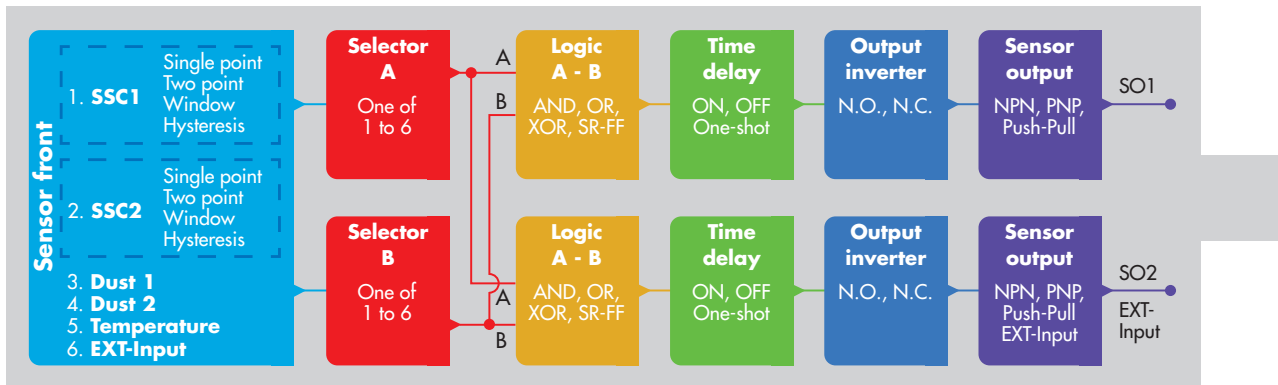 Sensor front
1. SSC1
Single point
Two point
Window
Hysteresis
2. SSC2
Single point
Two point
Window
Hysteresis
3. Dust 1
4. Dust 2
5. Temperature
6. EXT-Input
Selector
A
One of
1 to 6
A
B
Logic
A - B
AND, OR,
XOR, SR-FF
Time
delay
ON, OFF
One-shot
Output
inverter
N.O., N.C.
Sensor
output
NPN, PNP,
Push-Pull
SO1
Selector
B
One of
1 to 6
A
B
Logic
A - B
AND, OR,
XOR, SR-FF
Time
delay
ON, OFF
One-shot
Output
inverter
N.O., N.C.
Sensor
output
NPN, PNP,
Push-Pull
EXT-Input
SO2
EXT-
Input